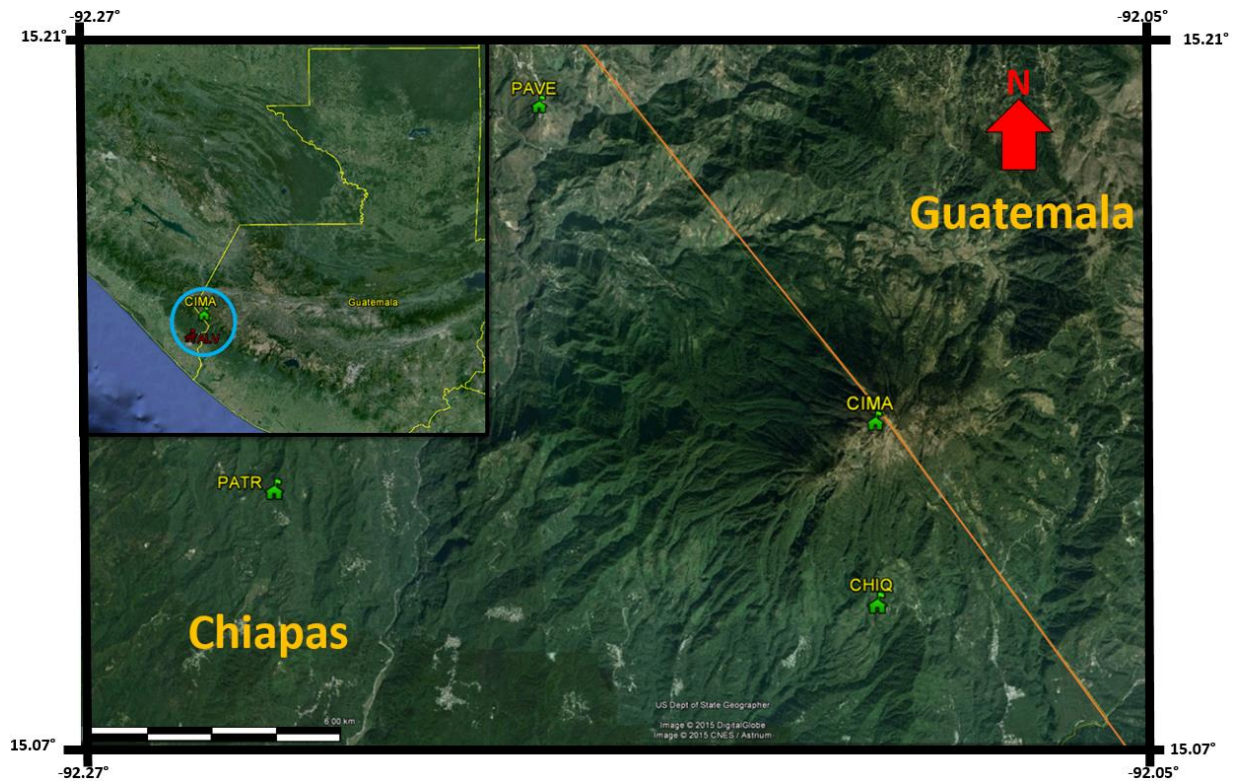 -92.27°
-92.05°
15.21°
15.21°
PAVE
N
Guatemala
CIMA
Guatemala
CIMA
PATR
CHIQ
Chiapas
US Dept of State Geographer
6.00 km
Image © 2015 DigitalGlobe
Image © 2015 CNES / Astrium
15.07°
15.07°
-92.27°
-92.05°